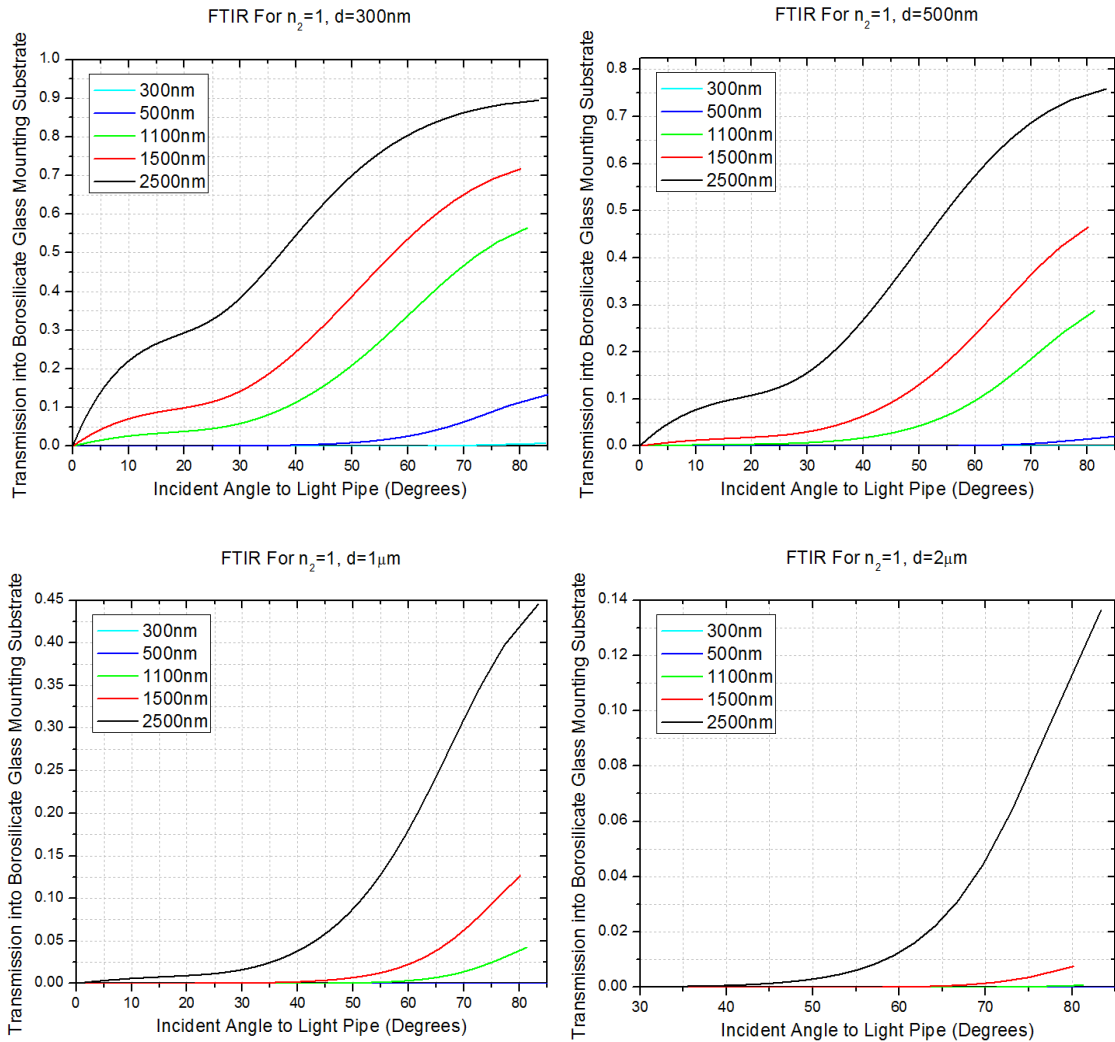 FTIR For n₂=1, d=300nm
Transmission into Borosilicate Glass Mounting Substrate
1.0
0.9
0.8
0.7
0.6
0.5
0.4
0.3
0.2
0.1
0.0
300nm
500nm
1100nm
1500nm
2500nm
0 10 20 30 40 50 60 70 80
Incident Angle to Light Pipe (Degrees)
FTIR For n₂=1, d=500nm
Transmission into Borosilicate Glass Mounting Substrate
0.8
0.7
0.6
0.5
0.4
0.3
0.2
0.1
0.0
300nm
500nm
1100nm
1500nm
2500nm
0 10 20 30 40 50 60 70 80
Incident Angle to Light Pipe (Degrees)
FTIR For n₂=1, d=1μm
Transmission into Borosilicate Glass Mounting Substrate
0.45
0.40
0.35
0.30
0.25
0.20
0.15
0.10
0.05
0.00
300nm
500nm
1100nm
1500nm
2500nm
0 10 20 30 40 50 60 70 80
Incident Angle to Light Pipe (Degrees)
FTIR For n₂=1, d=2μm
Transmission into Borosilicate Glass Mounting Substrate
0.14
0.12
0.10
0.08
0.06
0.04
0.02
0.00
300nm
500nm
1100nm
1500nm
2500nm
30 40 50 60 70 80
Incident Angle to Light Pipe (Degrees)